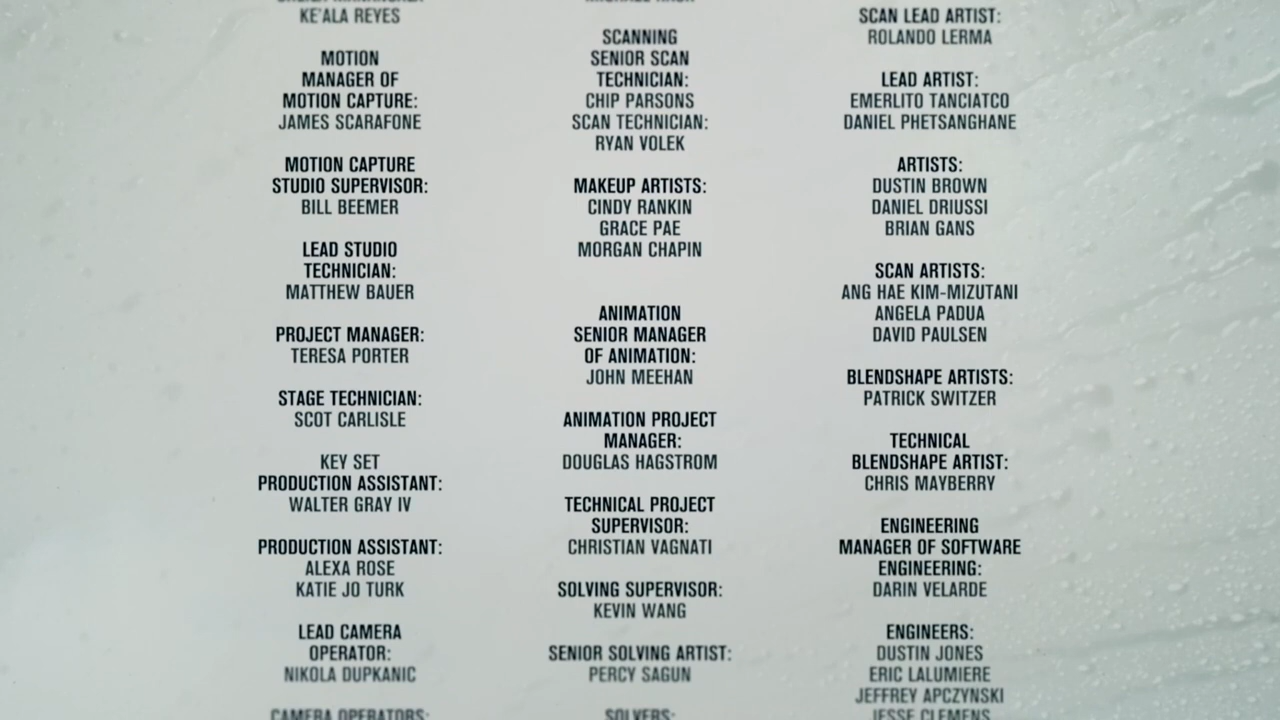 KE'ALA REYES
MOTION
MANAGER OF
MOTION CAPTURE:
JAMES SCARAFONE
MOTION CAPTURE
STUDIO SUPERVISOR:
BILL BEEMER
LEAD STUDIO
TECHNICIAN:
MATTHEW BAUER
PROJECT MANAGER:
TERESA PORTER
STAGE TECHNICIAN:
SCOT CARLISLE
KEY SET
PRODUCTION ASSISTANT:
WALTER GRAY IV
PRODUCTION ASSISTANT:
ALEXA ROSE
KATIE JO TURK
LEAD CAMERA
OPERATOR:
NIKOLA DUPKANIC
CAMERA OPERATORS:
SCANNING
SENIOR SCAN
TECHNICIAN:
CHIP PARSONS
SCAN TECHNICIAN:
RYAN VOLEK
MAKEUP ARTISTS:
CINDY RANKIN
GRACE PAE
MORGAN CHAPIN
ANIMATION
SENIOR MANAGER
OF ANIMATION:
JOHN MEEHAN
ANIMATION PROJECT
MANAGER:
DOUGLAS HAGSTROM
TECHNICAL PROJECT
SUPERVISOR:
CHRISTIAN VAGNATI
SOLVING SUPERVISOR:
KEVIN WANG
SENIOR SOLVING ARTIST:
PERCY SAGUN
SOLVERS:
SCAN LEAD ARTIST:
ROLANDO LERMA
LEAD ARTIST:
EMERLITO TANCIATCO
DANIEL PHETSANGHANE
ARTISTS:
DUSTIN BROWN
DANIEL DRIUSSI
BRIAN GANS
SCAN ARTISTS:
ANG HAE KIM-MIZUTANI
ANGELA PADUA
DAVID PAULSEN
BLENDSHAPE ARTISTS:
PATRICK SWITZER
TECHNICAL
BLENDSHAPE ARTIST:
CHRIS MAYBERRY
ENGINEERING
MANAGER OF SOFTWARE
ENGINEERING:
DARIN VELARDE
ENGINEERS:
DUSTIN JONES
ERIC LALUMIERE
JEFFREY APCZYNSKI
JESSE CLEMENS